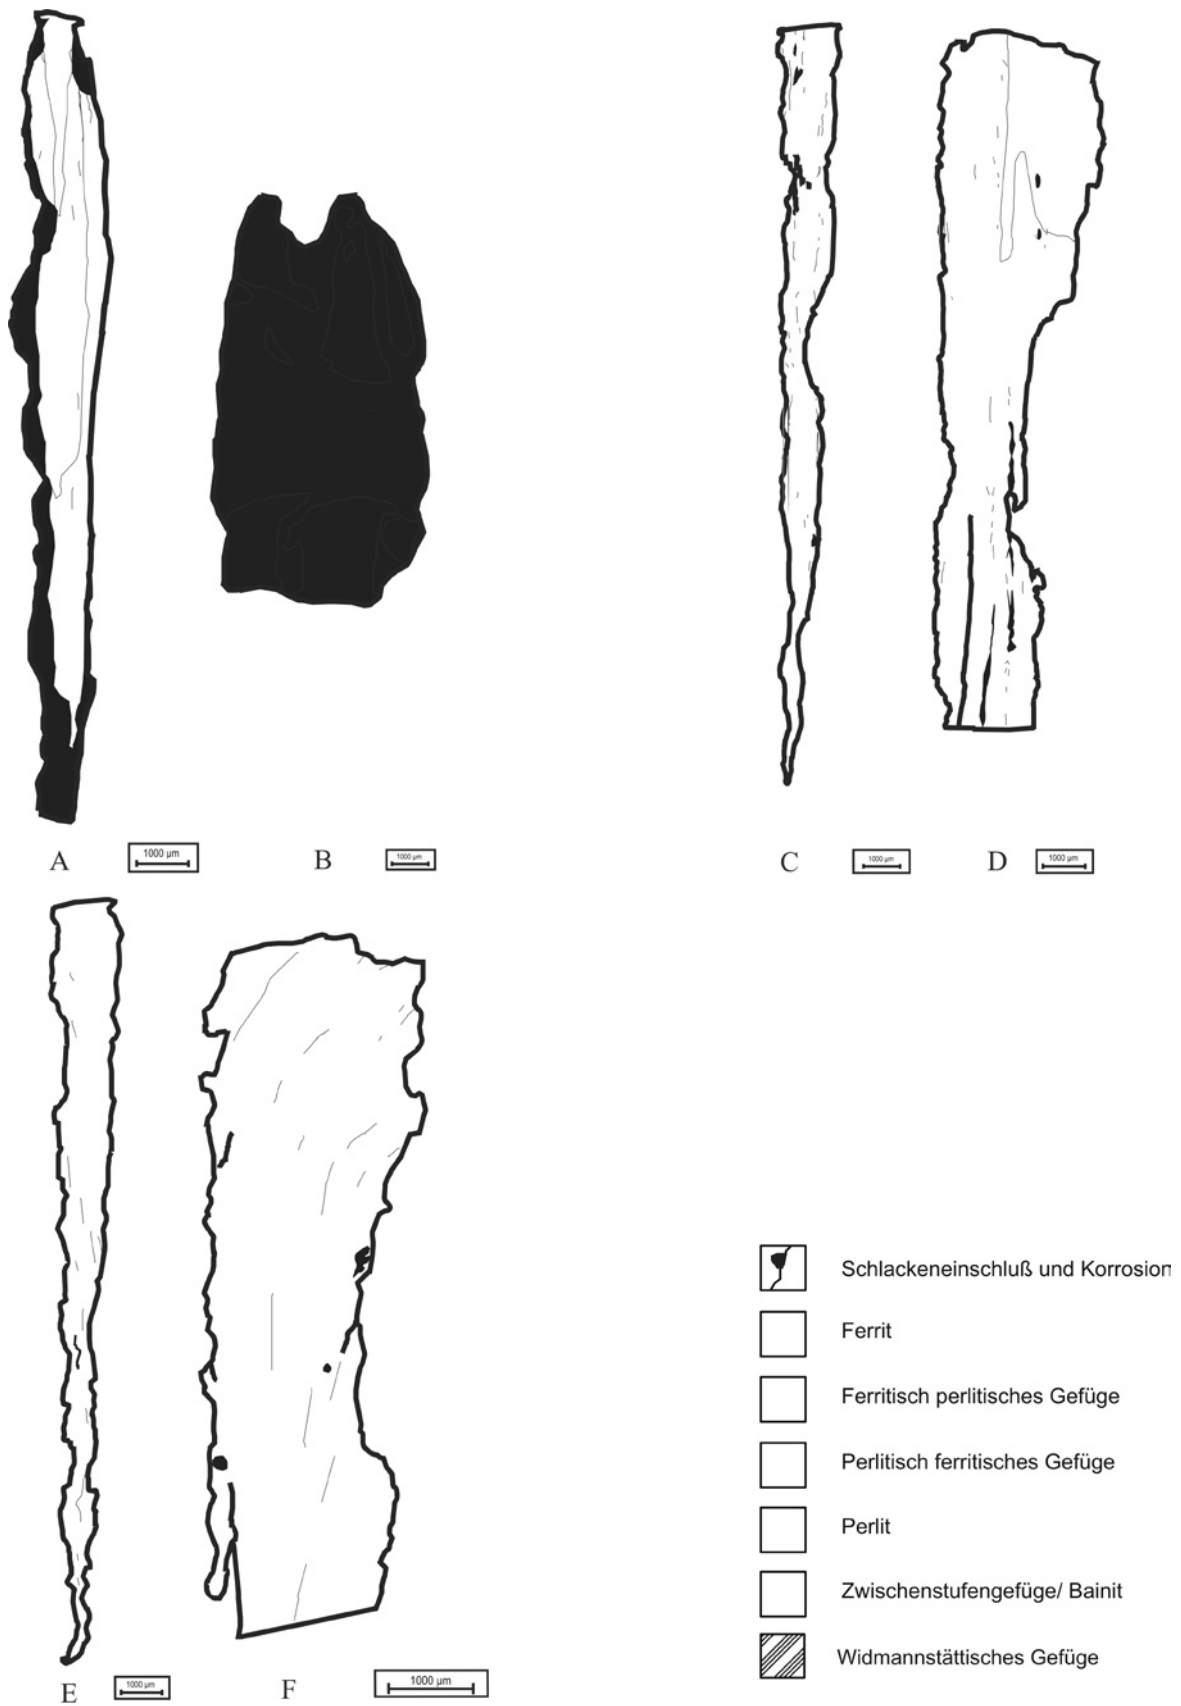 A
1000 µm
B
1000 µm
C
1000 µm
D
1000 µm
Schlackeneinschluß und Korrosion
Ferrit
Ferritisch perlitisches Gefüge
Perlitisch ferritisches Gefüge
Perlit
Zwischenstufengefüge/ Bainit
Widmannstättisches Gefüge
E
1000 µm
F
1000 µm